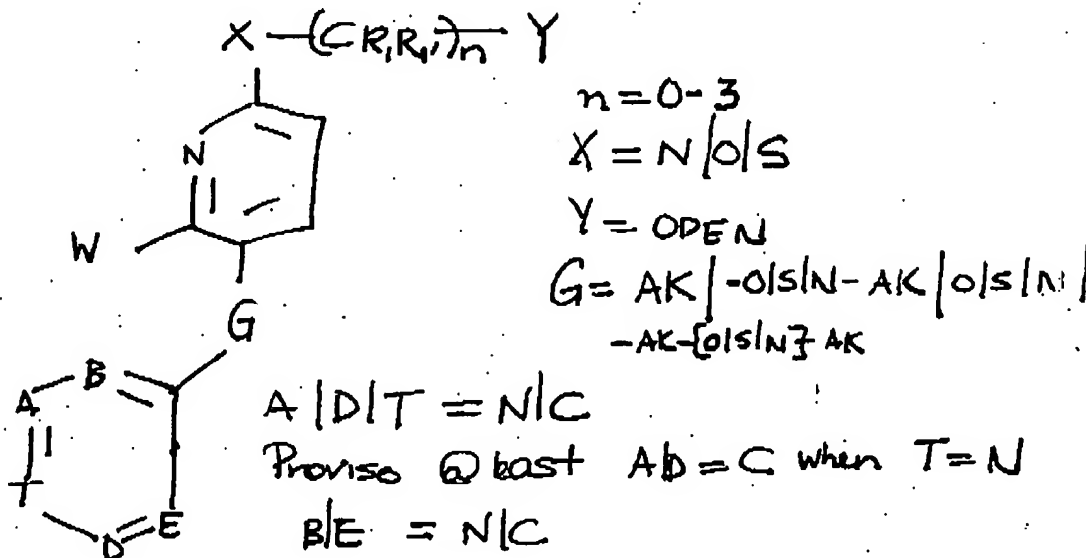 X—(CR₁R₁')n—Y
n=0-3
X = N|O|S
N
Y = OPEN
W
G= AK|-O|S|N-AK|O|S|N|
-AK-[O|S|N]-AK
G
B
A
A|D|T = N|C
Proviso @ least A|D = C when T=N
T
D
E
B|E = N|C